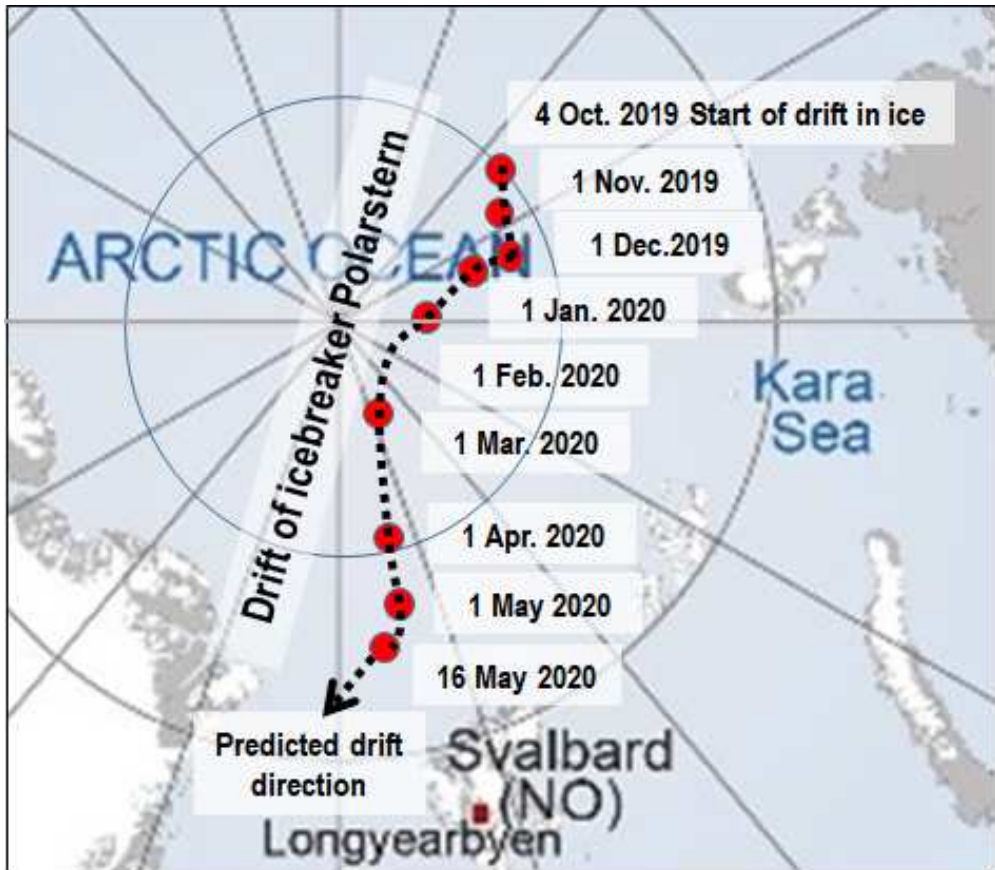 4 Oct. 2019 Start of drift in ice
1 Nov. 2019
1 Dec.2019
ARCTIC OCEAN
Drift of icebreaker Polarstern
1 Jan. 2020
1 Feb. 2020
Kara
Sea
1 Mar. 2020
1 Apr. 2020
1 May 2020
16 May 2020
Predicted drift
direction
Svalbard
(NO)
Longyearbyen